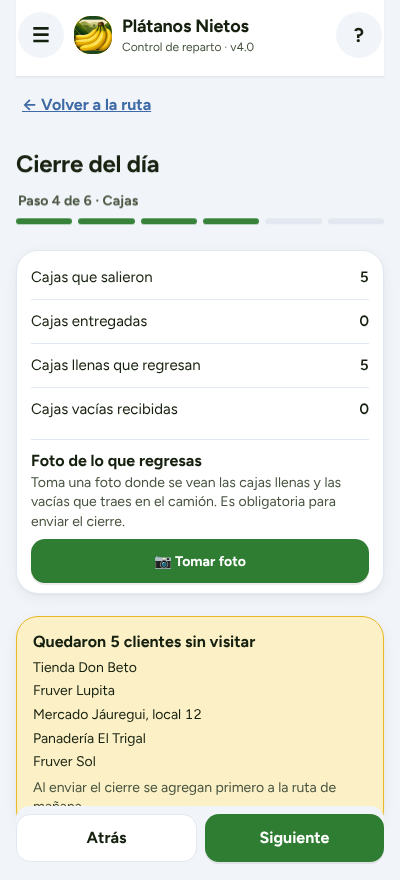 ☰
Plátanos Nietos
Control de reparto · v4.0
?
← Volver a la ruta
Cierre del día
Paso 4 de 6 · Cajas
Cajas que salieron 5
Cajas entregadas 0
Cajas llenas que regresan 5
Cajas vacías recibidas 0
Foto de lo que regresas
Toma una foto donde se vean las cajas llenas y las
vacías que traes en el camión. Es obligatoria para
enviar el cierre.
📷 Tomar foto
Quedaron 5 clientes sin visitar
Tienda Don Beto
Fruver Lupita
Mercado Jáuregui, local 12
Panadería El Trigal
Fruver Sol
Al enviar el cierre se agregan primero a la ruta de
mañana
Atrás
Siguiente